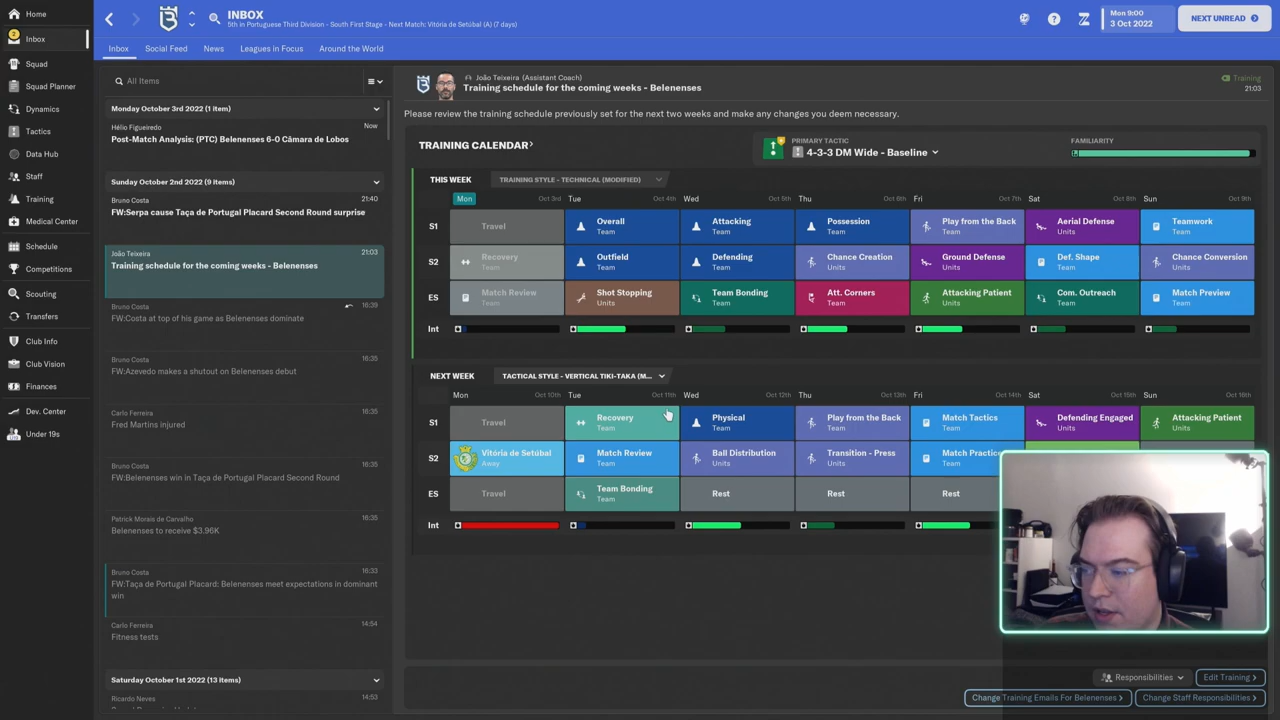 Home
INBOX
5th in Portuguese Third Division - South First Stage - Next Match: Vitória de Setúbal (A) (7 days)
Mon 9:00
3 Oct 2022
NEXT UNREAD
2
Inbox
Squad
Squad Planner
Dynamics
Tactics
Data Hub
Staff
Training
Medical Center
Schedule
Competitions
Scouting
Transfers
Club Info
Club Vision
Finances
Dev. Center
Under 19s
Inbox Social Feed News Leagues in Focus Around the World
All Items
Monday October 3rd 2022 (1 item)
Hélio Figueiredo Now
Post-Match Analysis: (PTC) Belenenses 6-0 Câmara de Lobos
Sunday October 2nd 2022 (9 items)
Bruno Costa 21:40
FW:Serpa cause Taça de Portugal Placard Second Round surprise
João Teixeira 21:03
Training schedule for the coming weeks - Belenenses
Bruno Costa 16:39
FW:Costa at top of his game as Belenenses dominate
Bruno Costa 16:35
FW:Azevedo makes a shutout on Belenenses debut
Carlo Ferreira 16:35
Fred Martins injured
Bruno Costa 16:35
FW:Belenenses win in Taça de Portugal Placard Second Round
Patrick Morais de Carvalho 16:35
Belenenses to receive $3.96K
Bruno Costa 16:33
FW:Taça de Portugal Placard: Belenenses meet expectations in dominant
win
Carlo Ferreira 14:54
Fitness tests
Saturday October 1st 2022 (13 items)
Ricardo Neves 14:53
João Teixeira (Assistant Coach)
Training schedule for the coming weeks - Belenenses
Training
21:03
Please review the training schedule previously set for the next two weeks and make any changes you deem necessary.
TRAINING CALENDAR
PRIMARY TACTIC
4-3-3 DM Wide - Baseline
FAMILIARITY
THIS WEEK TRAINING STYLE - TECHNICAL (MODIFIED)
Mon Oct 3rd Tue Oct 4th Wed Oct 5th Thu Oct 6th Fri Oct 7th Sat Oct 8th Sun Oct 9th
S1 Travel Overall Attacking Possession Play from the Back Aerial Defense Teamwork
Team Team Team Team Units Team
S2 Recovery Outfield Defending Chance Creation Ground Defense Def. Shape Chance Conversion
Team Team Team Units Units Team Units
ES Match Review Shot Stopping Team Bonding Att. Corners Attacking Patient Com. Outreach Match Preview
Team Units Team Team Units Team Team
Int
NEXT WEEK TACTICAL STYLE - VERTICAL TIKI-TAKA (M...
Mon Oct 10th Tue Oct 11th Wed Oct 12th Thu Oct 13th Fri Oct 14th Sat Oct 15th Sun Oct 16th
S1 Travel Recovery Physical Play from the Back Match Tactics Defending Engaged Attacking Patient
Team Team Units Team Units Units
S2 Vitória de Setúbal Match Review Ball Distribution Transition - Press Match Practice
Away Team Units Units Team
ES Travel Team Bonding Rest Rest Rest
Team
Int
Responsibilities
Edit Training
Change Training Emails For Belenenses
Change Staff Responsibilities